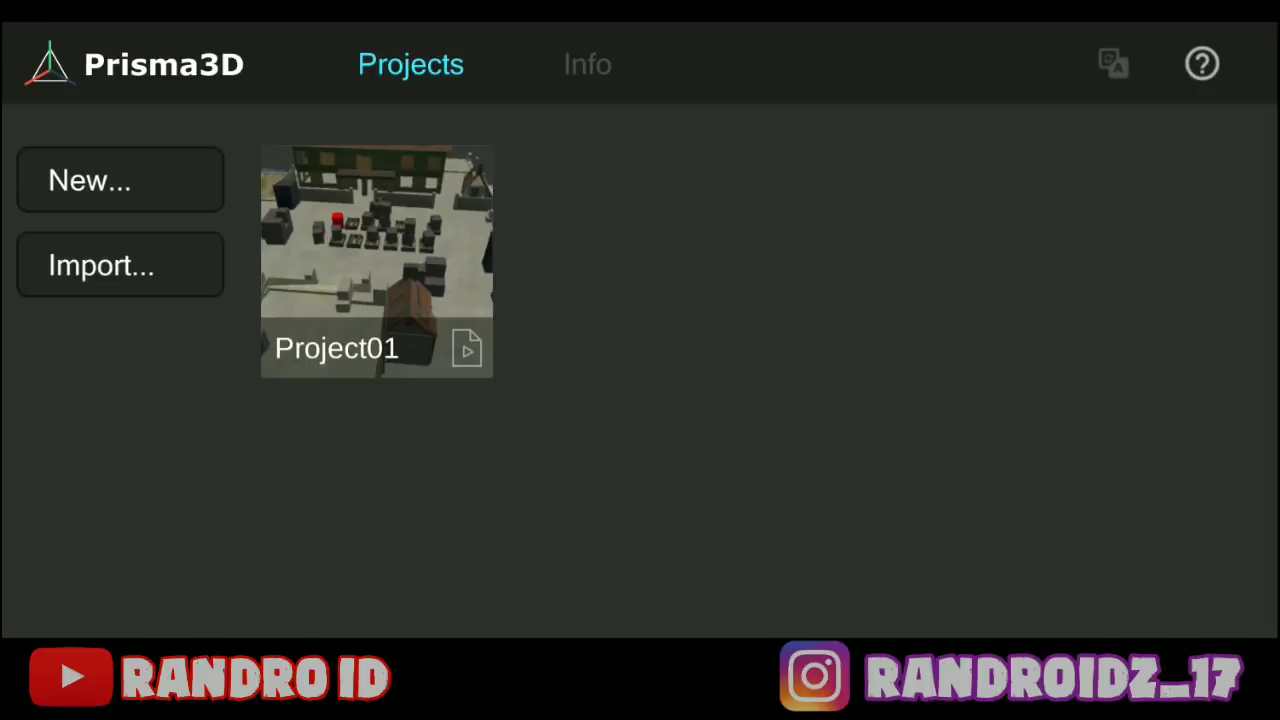 Prisma3D
Projects
Info
New...
Import...
Project01
RANDRO ID
RANDROIDZ_17